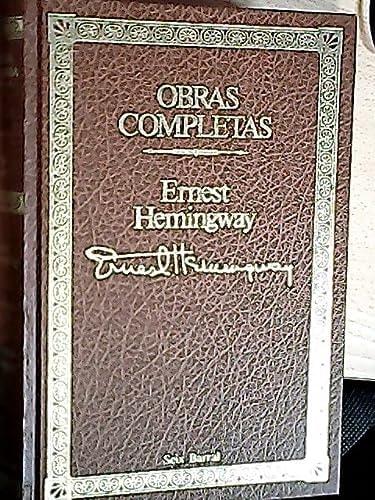 OBRAS
COMPLETAS
Ernest
Hemingway
Ernest Hemingway
Seix Barral